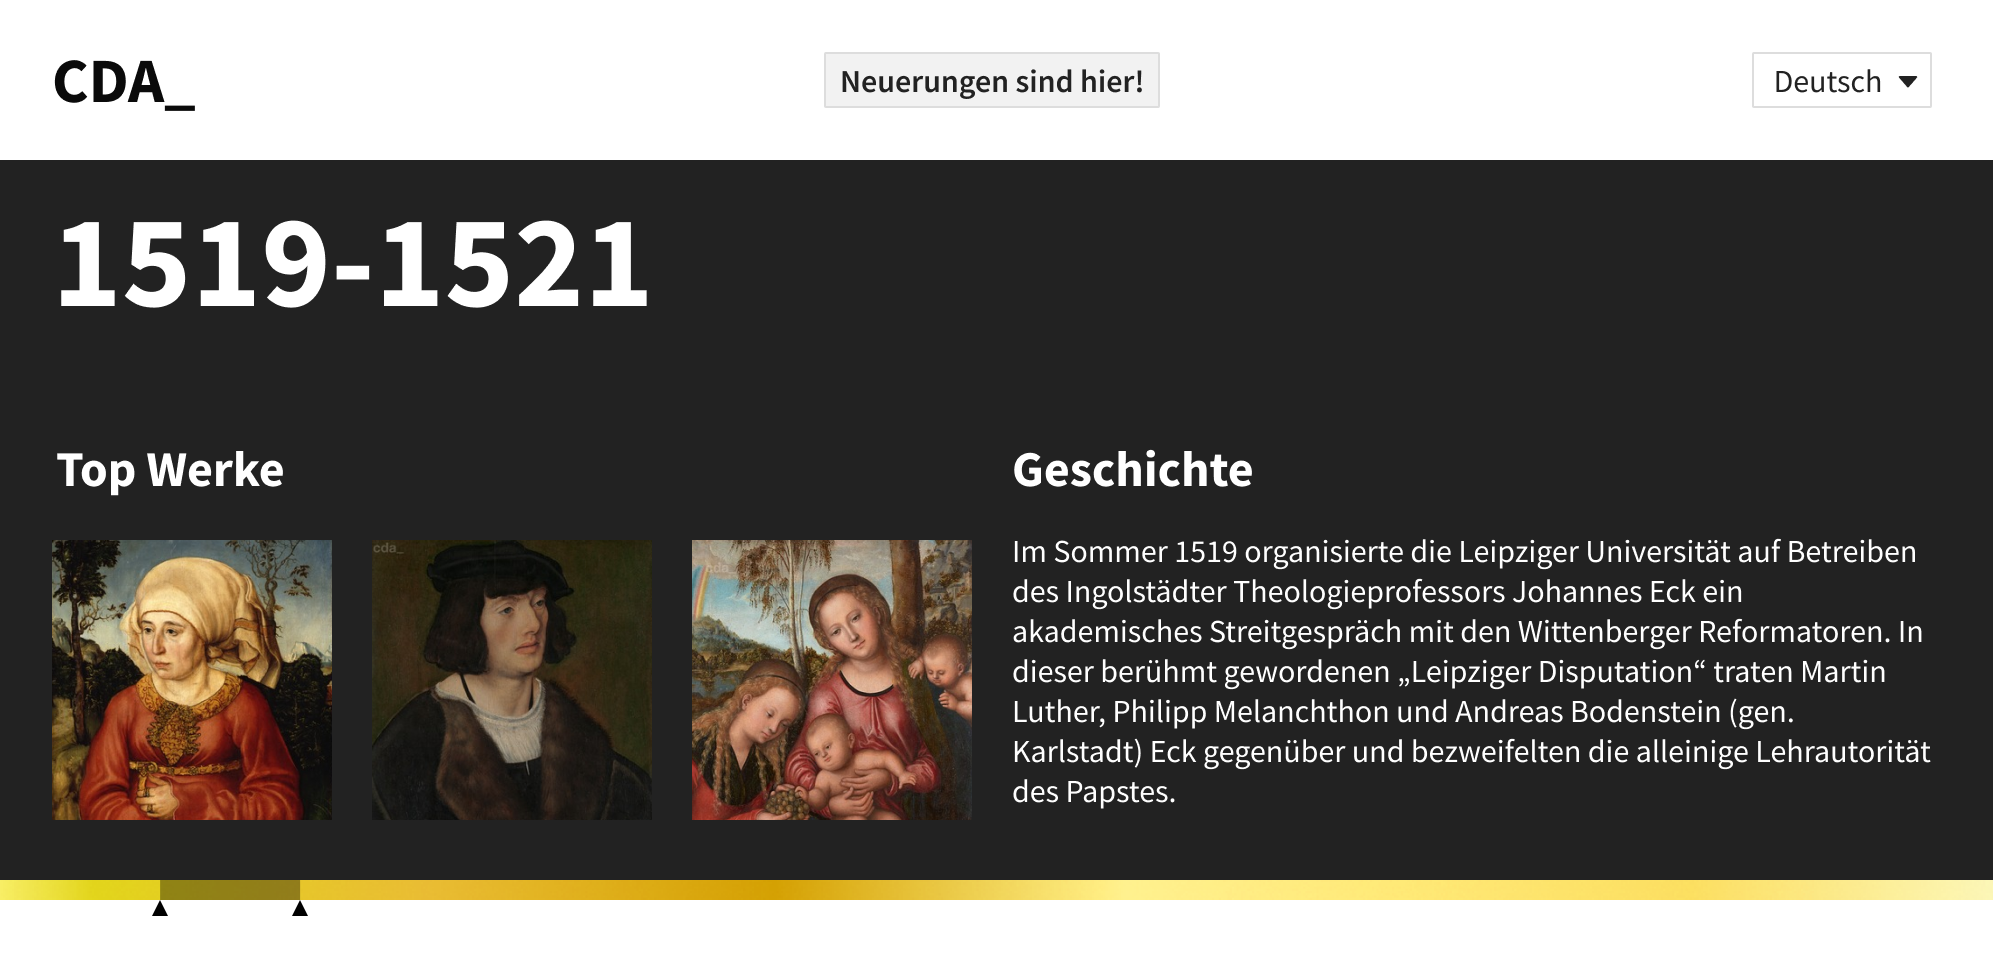 CDA_
Neuerungen sind hier!
Deutsch
1519-1521
Top Werke
Geschichte
cda_
Im Sommer 1519 organisierte die Leipziger Universität auf Betreiben
des Ingolstädter Theologieprofessors Johannes Eck ein
akademisches Streitgespräch mit den Wittenberger Reformatoren. In
dieser berühmt gewordenen „Leipziger Disputation“ traten Martin
Luther, Philipp Melanchthon und Andreas Bodenstein (gen.
Karlstadt) Eck gegenüber und bezweifelten die alleinige Lehrautorität
des Papstes.